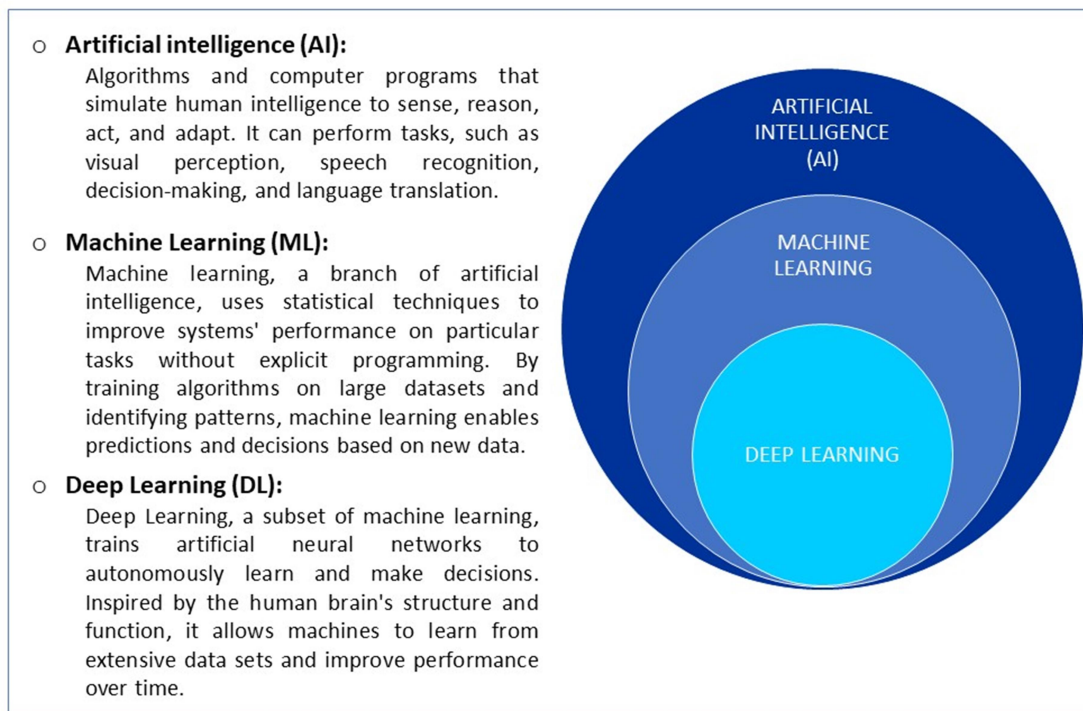 o Artificial intelligence (AI):
Algorithms and computer programs that
simulate human intelligence to sense, reason,
act, and adapt. It can perform tasks, such as
visual perception, speech recognition,
decision-making, and language translation.
o Machine Learning (ML):
Machine learning, a branch of artificial
intelligence, uses statistical techniques to
improve systems' performance on particular
tasks without explicit programming. By
training algorithms on large datasets and
identifying patterns, machine learning enables
predictions and decisions based on new data.
o Deep Learning (DL):
Deep Learning, a subset of machine learning,
trains artificial neural networks to
autonomously learn and make decisions.
Inspired by the human brain's structure and
function, it allows machines to learn from
extensive data sets and improve performance
over time.
ARTIFICIAL
INTELLIGENCE
(AI)
MACHINE
LEARNING
DEEP LEARNING